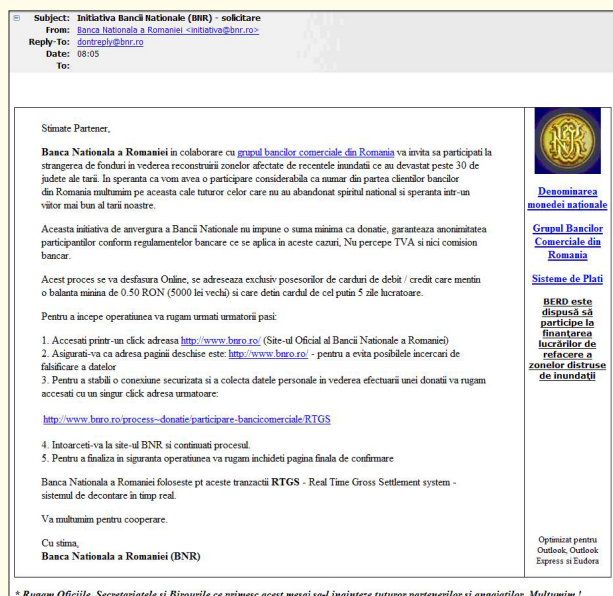 Subject: Initiativa Bancii Nationale (BNR) - solicitare
From: Banca Nationala a Romaniei <initiativa@bnr.ro>
Reply-To: dontreply@bnr.ro
Date: 08:05
To:
Stimate Partener,
Banca Nationala a Romaniei in colaborare cu grupul bancilor comerciale din Romania va invita sa participati la
strangerea de fonduri in vederea reconstruirii zonelor afectate de recentele inundatii ce au devastat peste 30 de
judete ale tarii. In speranta ca vom avea o participare considerabila ca numar din partea clientilor bancilor
din Romania multumim pe aceasta cale tuturor celor care nu au abandonat spiritul national si speranta intr-un
viitor mai bun al tarii noastre.
Aceasta initiativa de anvergura a Bancii Nationale nu impune o suma minima ca donatie, garanteaza anonimitatea
participantilor conform regulamentelor bancare ce se aplica in aceste cazuri, Nu percepe TVA si nici comision
bancar.
Acest proces se va desfasura Online, se adreseaza exclusiv posesorilor de carduri de debit / credit care mentin
o balanta minina de 0.50 RON (5000 lei vechi) si care detin cardul de cel putin 5 zile lucratoare.
Pentru a incepe operatiunea va rugam urmati urmatorii pasi:
1. Accesati printr-un click adreasa http://www.bnro.ro/ (Site-ul Oficial al Bancii Nationale a Romaniei)
2. Asigurati-va ca adresa paginii deschise este: http://www.bnro.ro/ - pentru a evita posibilele incercari de
falsificare a datelor
3. Pentru a stabili o conexiune securizata si a colecta datele personale in vederea efectuarii unei donatii va rugam
accesati cu un singur click adresa urmatoare:
http://www.bnro.ro/process~donatie/participare-bancicomerciale/RTGS
4. Intoarceti-va la site-ul BNR si continuati procesul.
5. Pentru a finaliza in siguranta operatiunea va rugam inchideti pagina finala de confirmare
Banca Nationala a Romaniei foloseste pt aceste tranzactii RTGS - Real Time Gross Settlement system -
sistemul de decontare în timp real.
Va multumim pentru cooperare.
Cu stima,
Banca Nationala a Romaniei (BNR)
Denominarea
monedei naționale
Grupul Bancilor
Comerciale din
Romania
Sisteme de Plati
BERD este
dispusă să
participe la
finanțarea
lucrărilor de
refacere a
zonelor distruse
de inundații
Optimizat pentru
Outlook, Outlook
Express si Eudora
* Rugam Oficiile, Secretariatele si Birourile ce primesc acest mesaj sa-l inainteze tuturor partenerilor si angajatilor. Multumim !